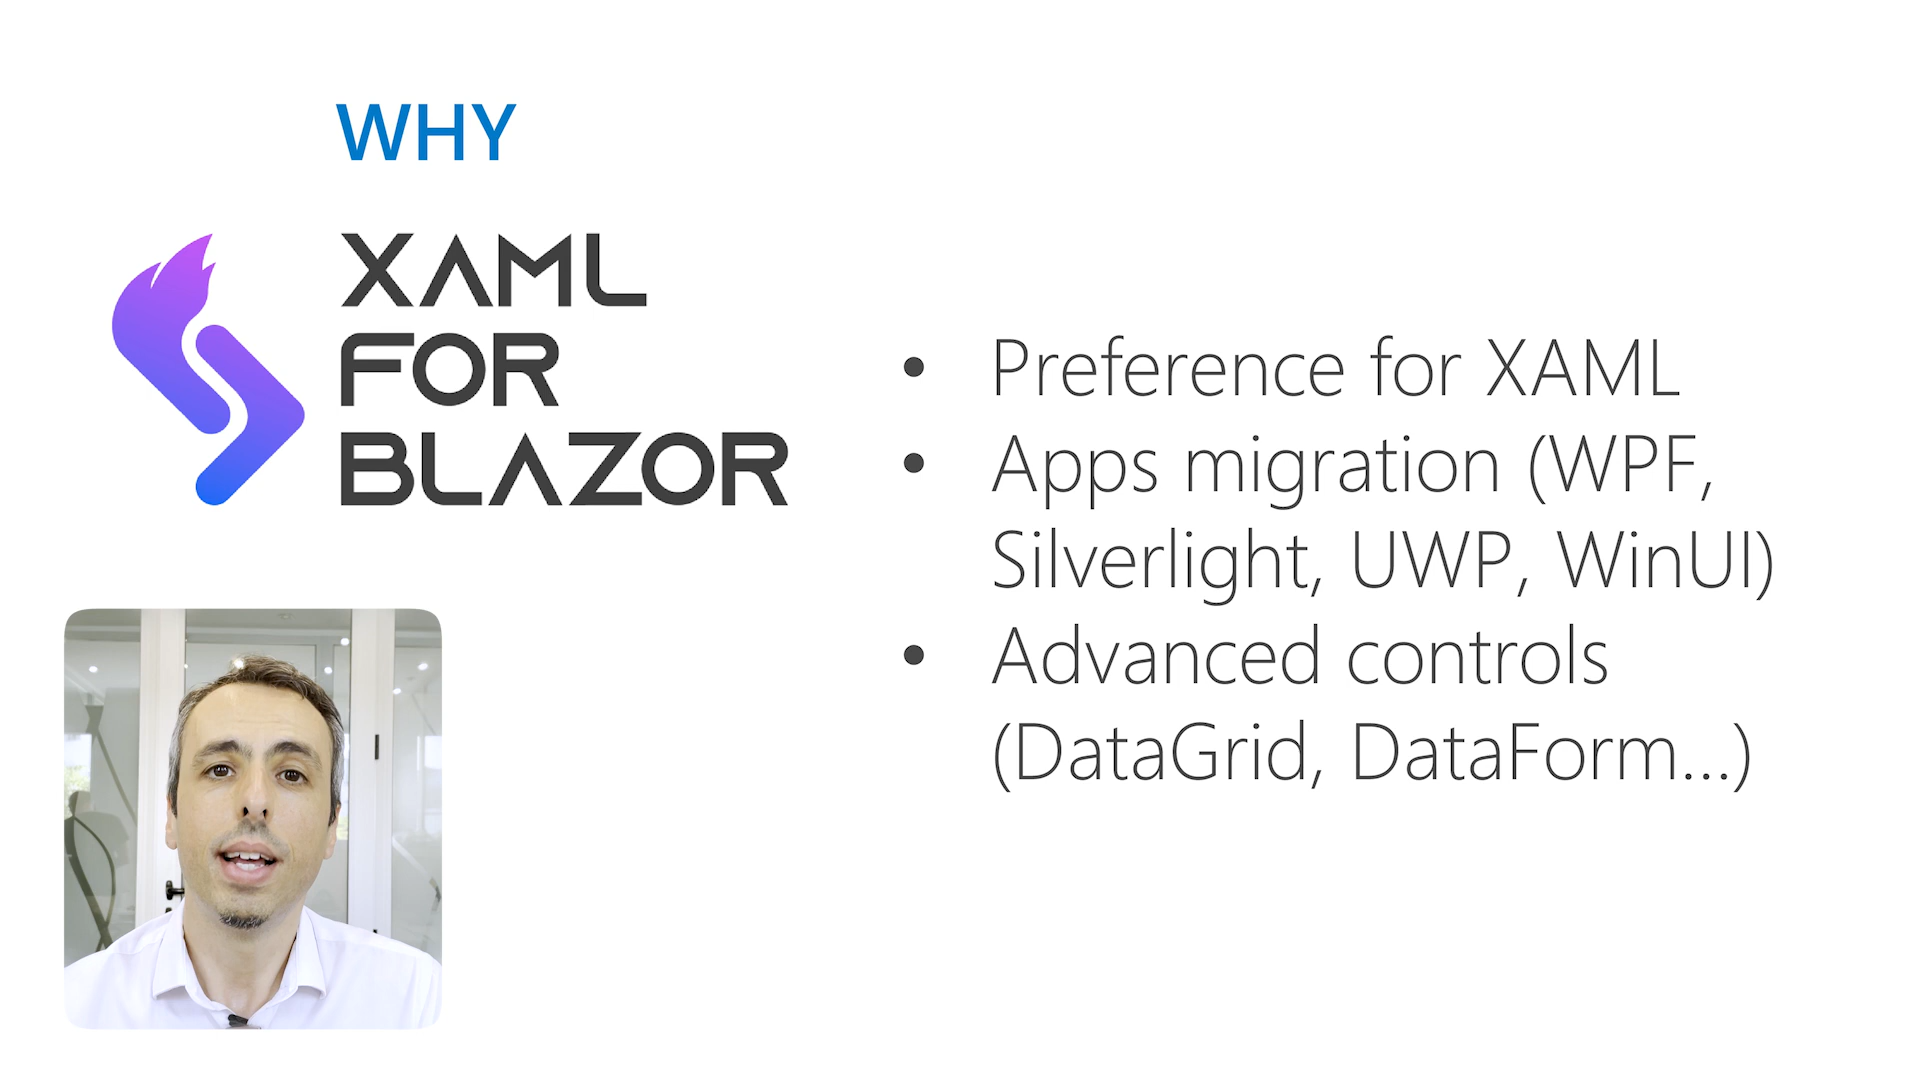 WHY
XAML
FOR
BLAZOR
• Preference for XAML
• Apps migration (WPF,
Silverlight, UWP, WinUI)
• Advanced controls
(DataGrid, DataForm...)